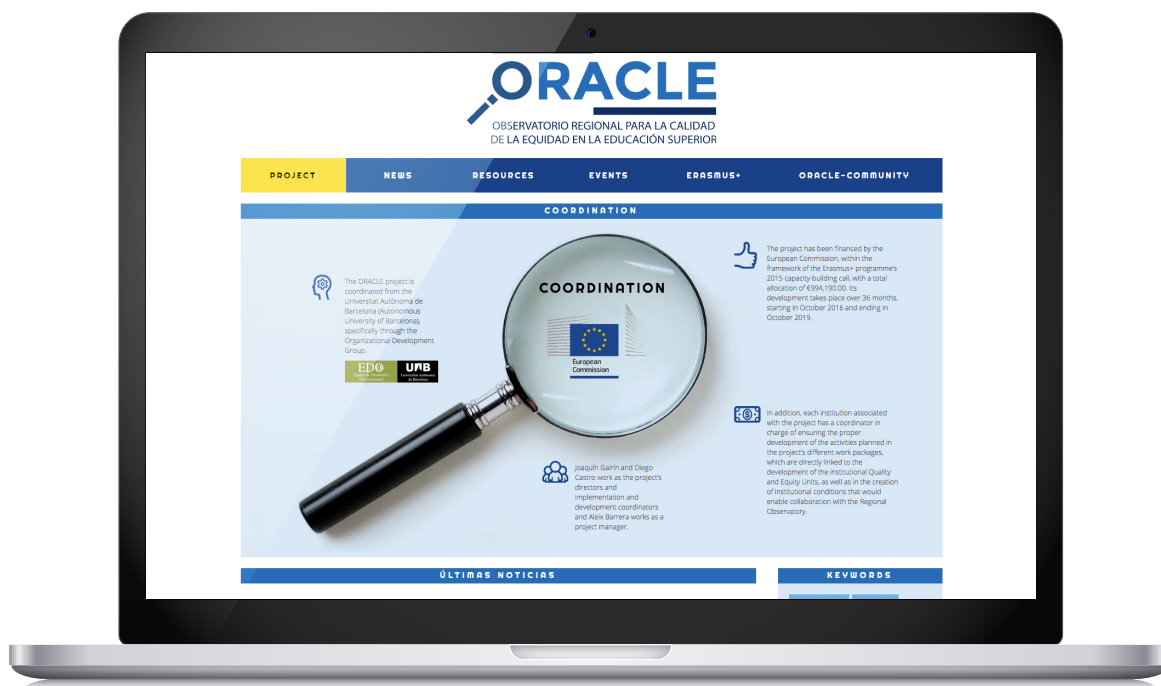 ORACLE
OBSERVATORIO REGIONAL PARA LA CALIDAD
DE LA EQUIDAD EN LA EDUCACIÓN SUPERIOR
PROJECT
NEWS
RESOURCES
EVENTS
ERASMUS+
ORACLE-COMMUNITY
COORDINATION
The ORACLE project is
coordinated from the
Universitat Autònoma de
Barcelona (Autonomous
University of Barcelona),
specifically through the
Organizational Development
Group.
EDO
UAB
Universitat Autònoma
de Barcelona
COORDINATION
European
Commission
Joaquín Gairín and Diego
Castro work as the project's
directors and
implementation and
development coordinators
and Aleix Barrera works as a
project manager.
The project has been financed by the
European Commission, within the
framework of the Erasmus+ programme's
2015 capacity-building call, with a total
allocation of €994,190.00. Its
development takes place over 36 months,
starting in October 2016 and ending in
October 2019.
In addition, each institution associated
with the project has a coordinator in
charge of ensuring the proper
development of the activities planned in
the project's different work packages,
which are directly linked to the
development of the institutional Quality
and Equity Units, as well as in the creation
of institutional conditions that would
enable collaboration with the Regional
Observatory.
ÚLTIMAS NOTICIAS
KEYWORDS